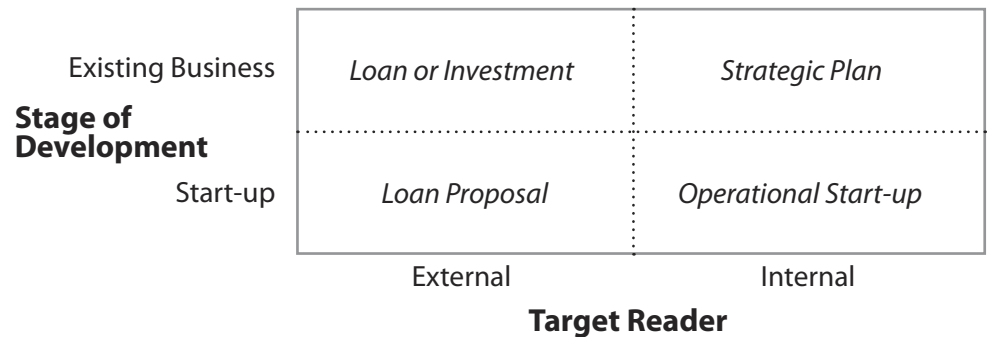 Existing Business
Loan or Investment
Strategic Plan
Stage of
Development
Start-up
Loan Proposal
Operational Start-up
External
Internal
Target Reader